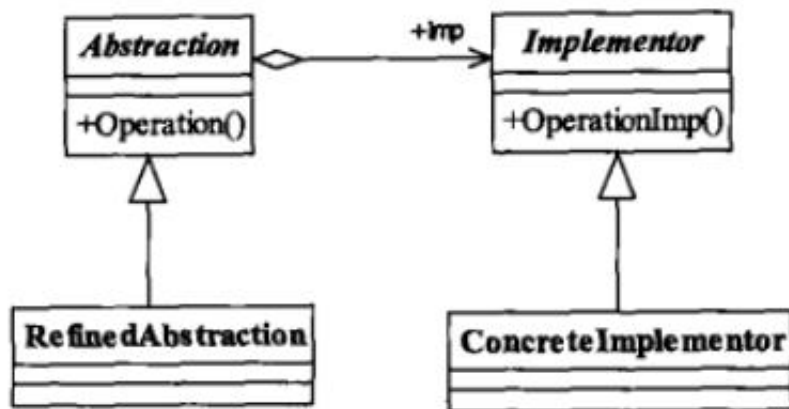 Abstraction
+Imp
Implementor
+Operation()
+OperationImp()
RefinedAbstraction
ConcreteImplementor